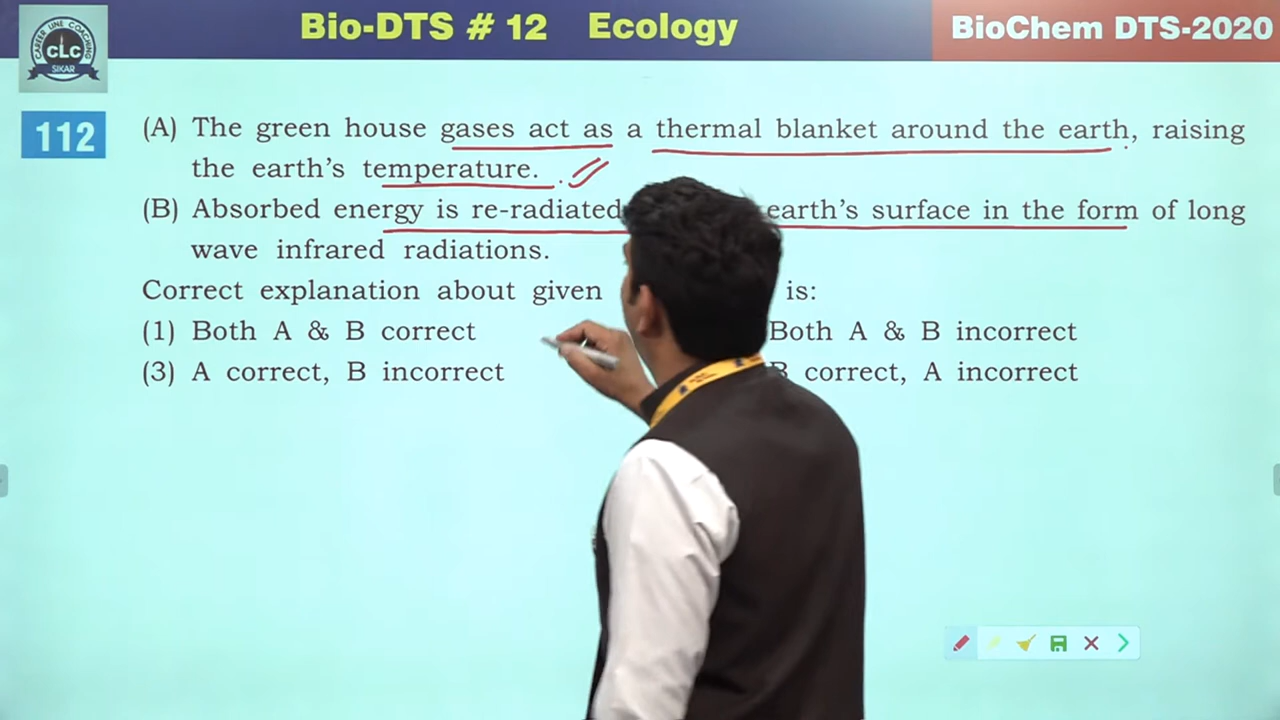 Bio-DTS # 12 Ecology
BioChem DTS-2020
CAREER LINE COACHING
CLC
SIKAR
112
(A) The green house gases act as a thermal blanket around the earth, raising
the earth's temperature.
(B) Absorbed energy is re-radiated earth's surface in the form of long
wave infrared radiations.
Correct explanation about given is:
(1) Both A & B correct
Both A & B incorrect
(3) A correct, B incorrect
B correct, A incorrect